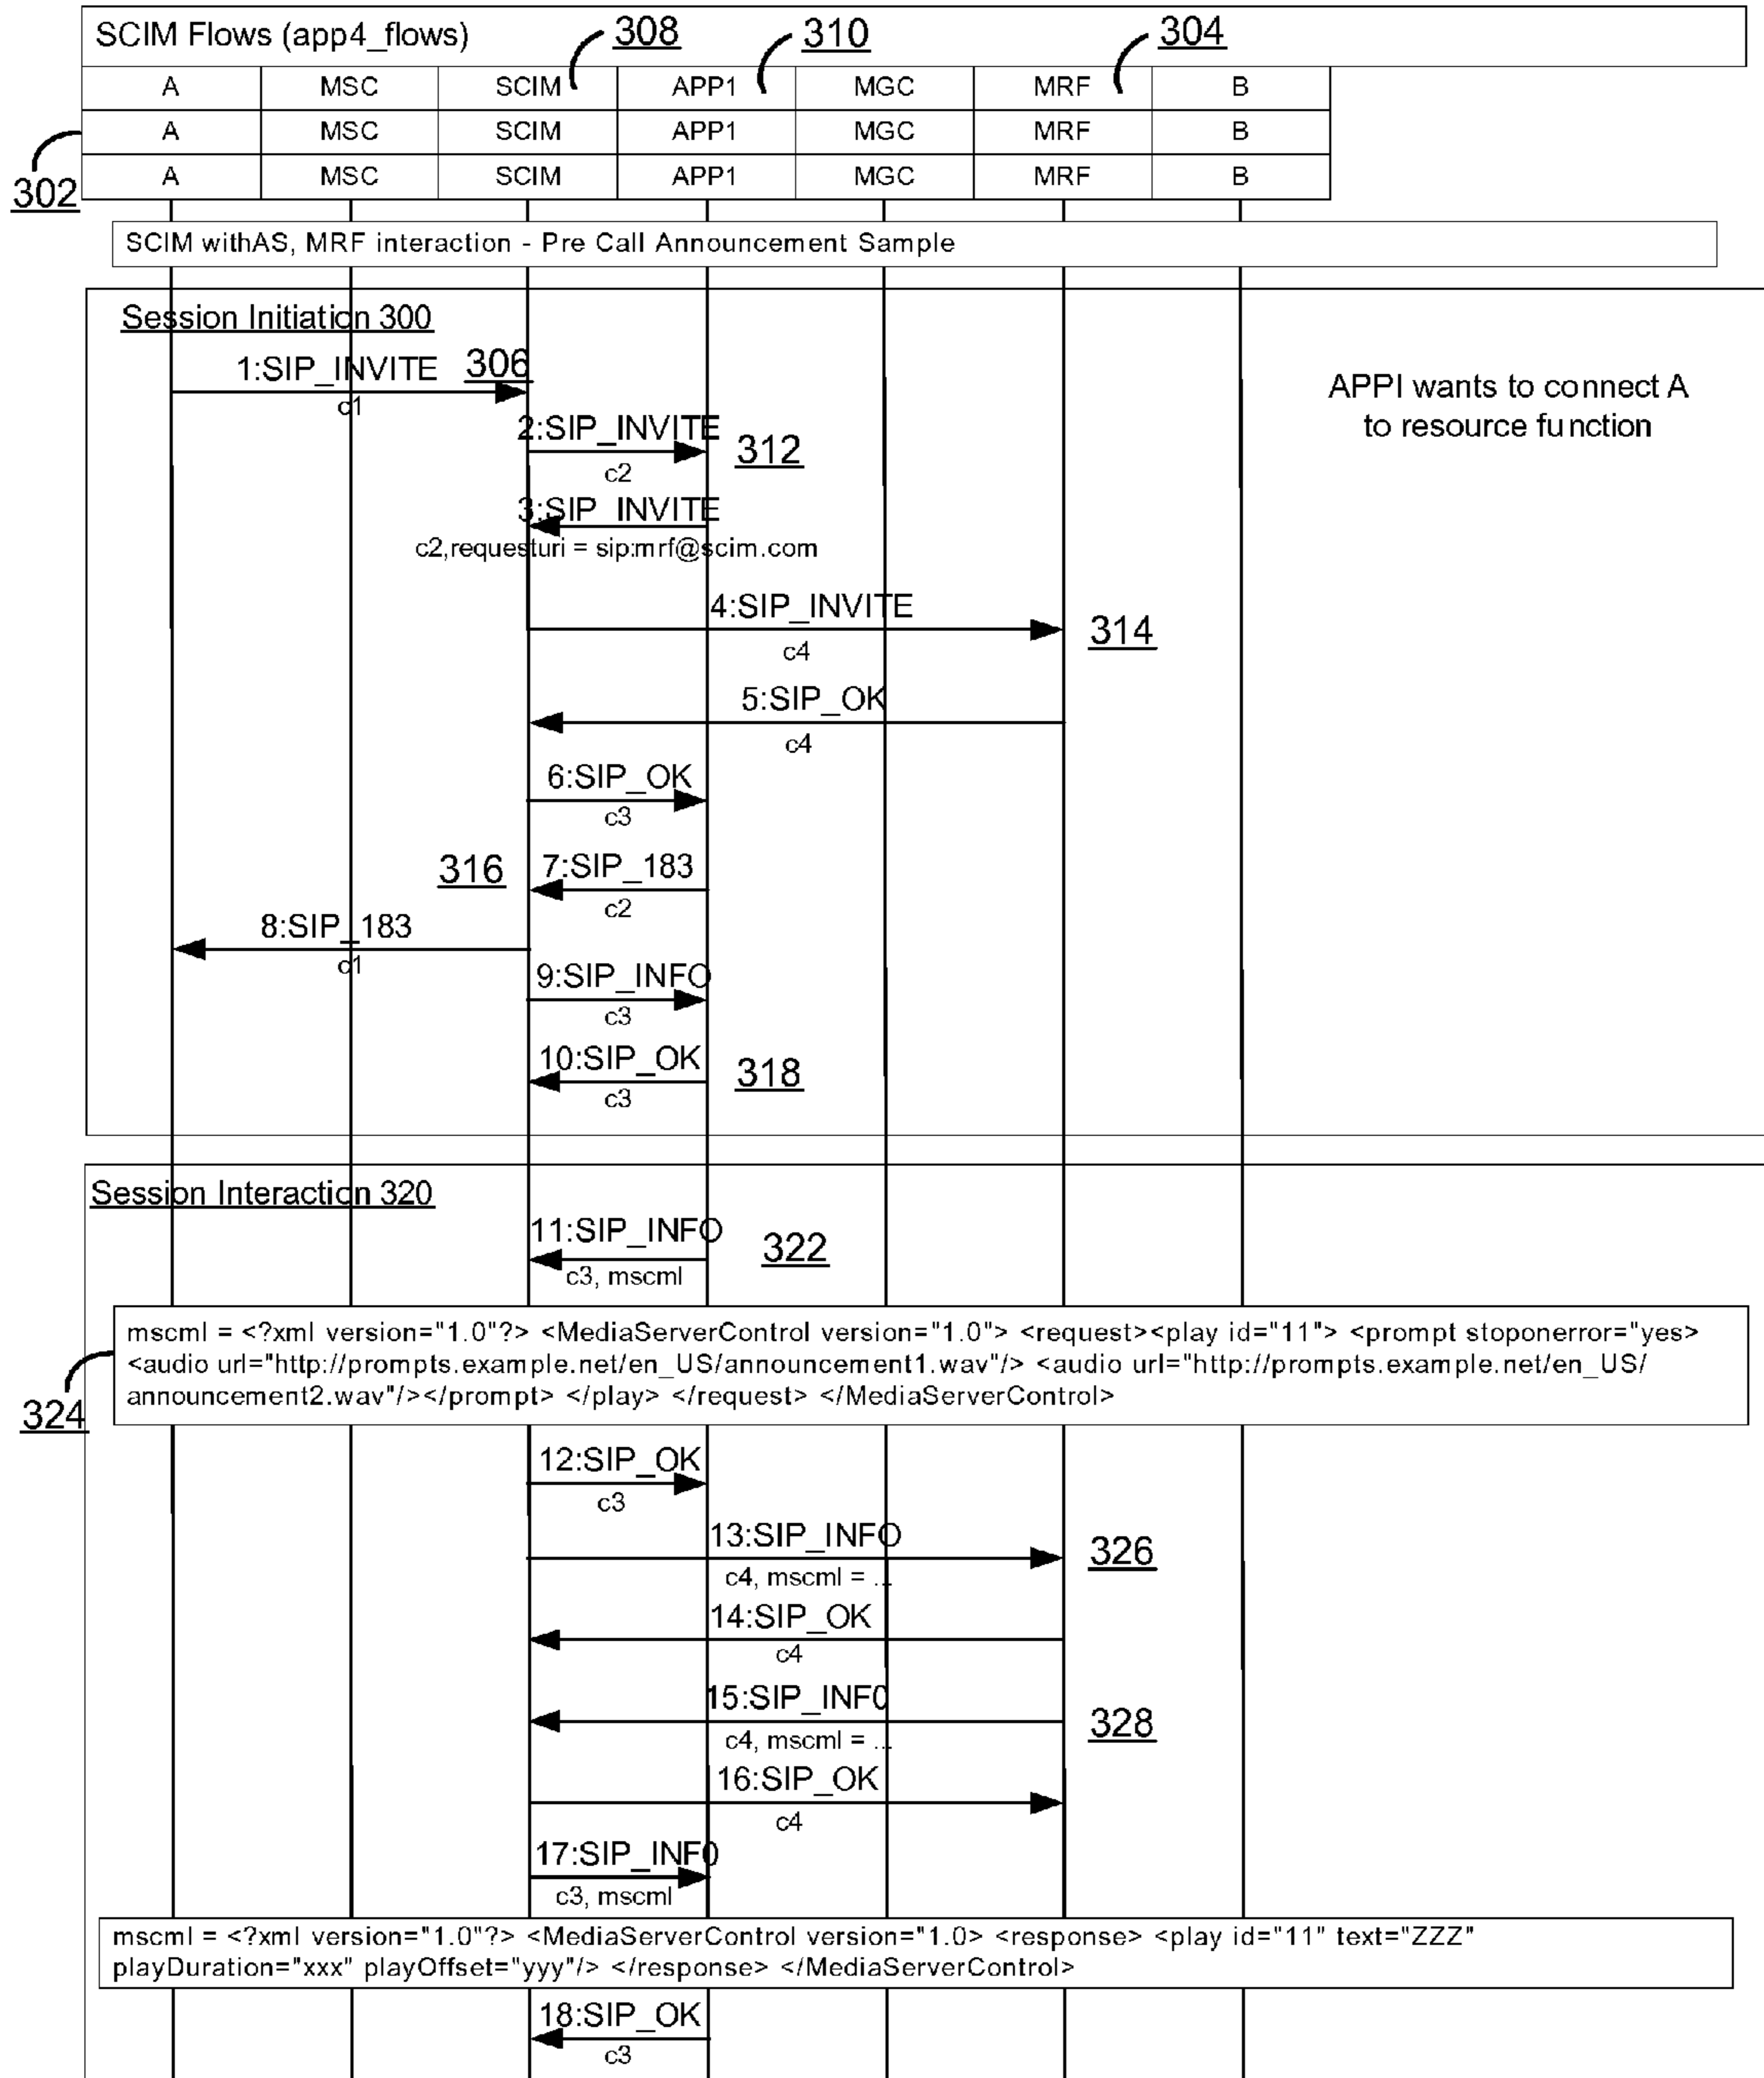 SCIM Flows (app4_flows)
308
310
304
A MSC SCIM APP1 MGC MRF B
A MSC SCIM APP1 MGC MRF B
A MSC SCIM APP1 MGC MRF B
302
SCIM withAS, MRF interaction - Pre Call Announcement Sample
Session Initiation 300
1:SIP_INVITE 306
c1
APPI wants to connect A
to resource function
2:SIP_INVITE 312
c2
3:SIP_INVITE
c2,requesturi = sip:mrf@scim.com
4:SIP_INVITE 314
c4
5:SIP_OK
c4
6:SIP_OK
c3
316 7:SIP_183
c2
8:SIP_183
c1
9:SIP_INFO
c3
10:SIP_OK 318
c3
Session Interaction 320
11:SIP_INFO 322
c3, mscml
mscml = <?xml version="1.0"?> <MediaServerControl version="1.0"> <request><play id="11"> <prompt stoponerror="yes>
<audio url="http://prompts.example.net/en_US/announcement1.wav"/> <audio url="http://prompts.example.net/en_US/
announcement2.wav"/></prompt> </play> </request> </MediaServerControl>
324
12:SIP_OK
c3
13:SIP_INFO 326
c4, mscml = ...
14:SIP_OK
c4
15:SIP_INF0 328
c4, mscml = ...
16:SIP_OK
c4
17:SIP_INF0
c3, mscml
mscml = <?xml version="1.0"?> <MediaServerControl version="1.0> <response> <play id="11" text="ZZZ"
playDuration="xxx" playOffset="yyy"/> </response> </MediaServerControl>
18:SIP_OK
c3